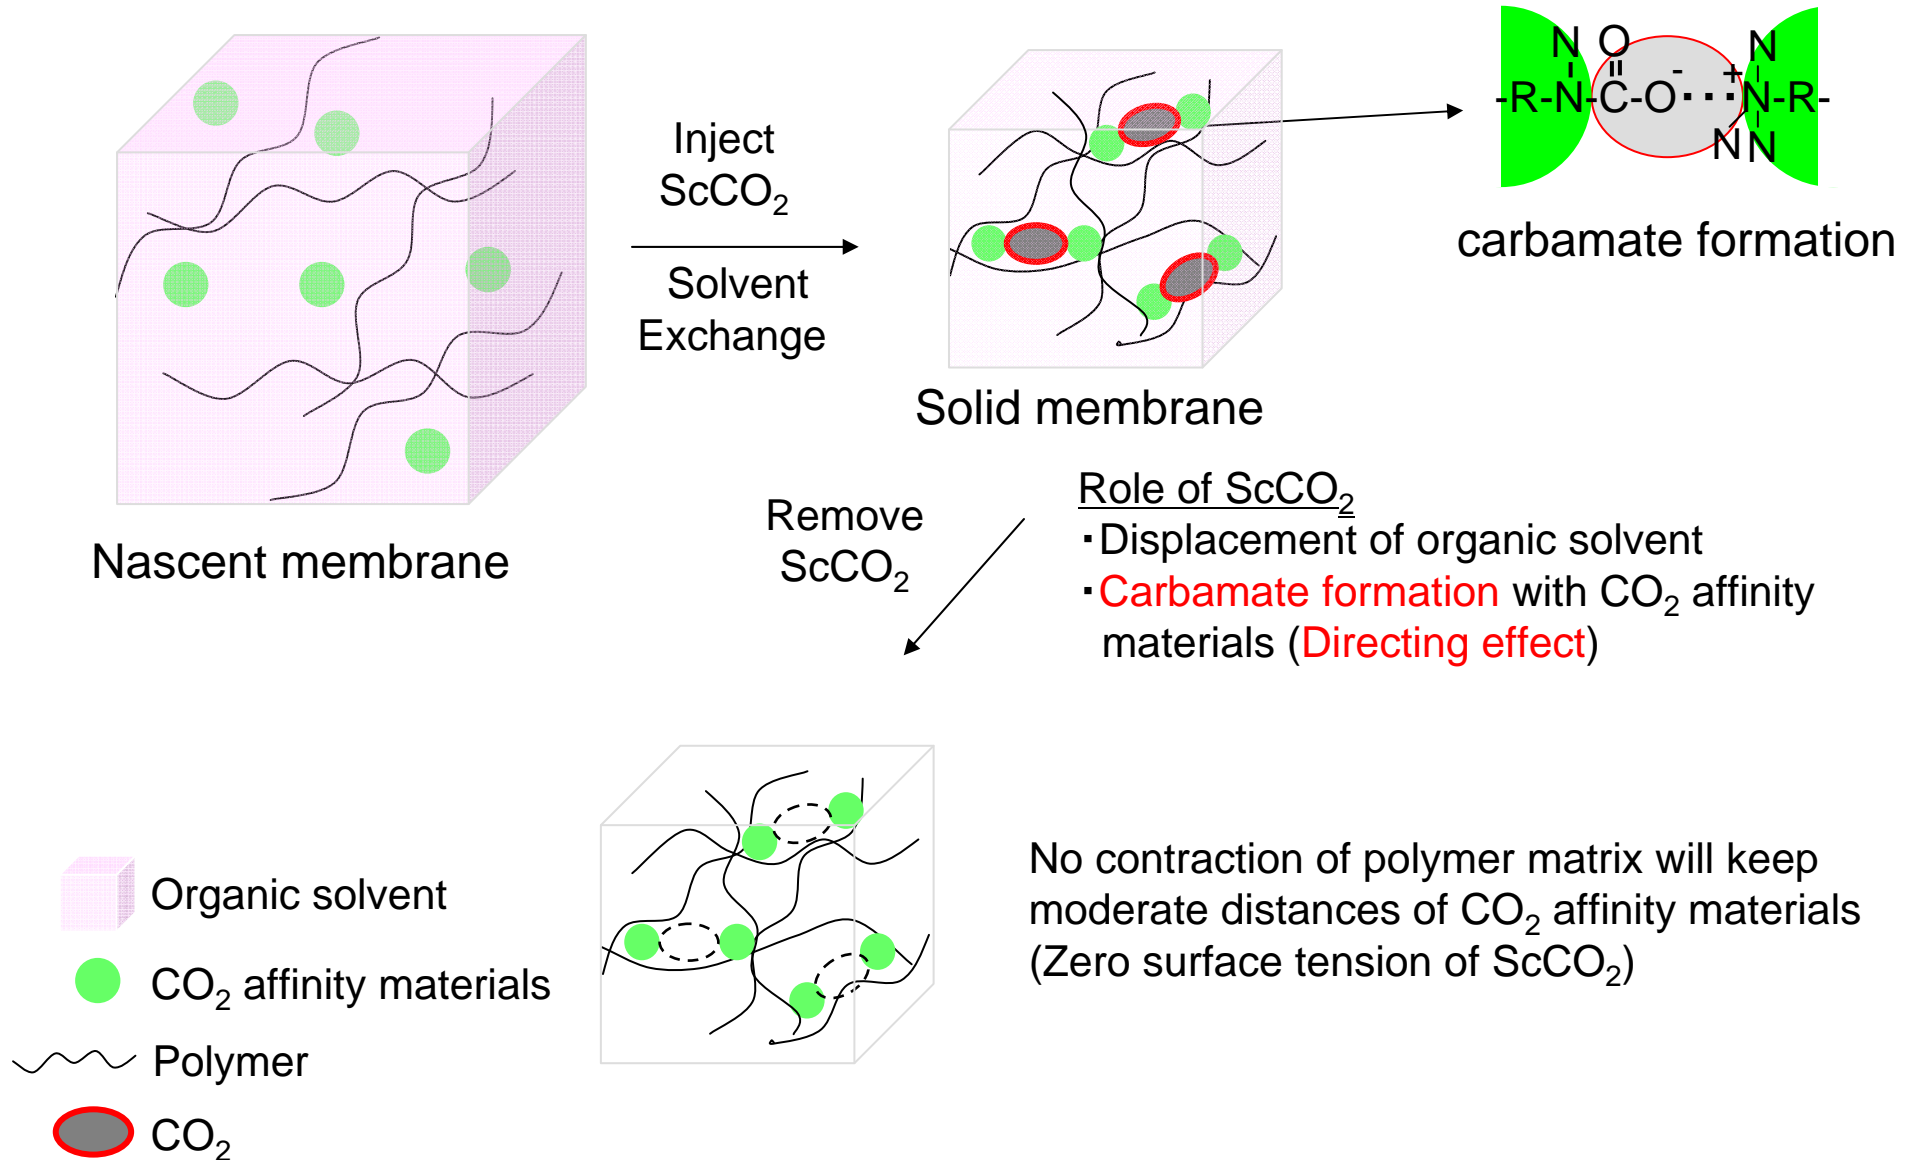 N O N
-R-N-C-O⁻···⁺N-R-
N N
carbamate formation
Inject
ScCO₂
Solvent
Exchange
Nascent membrane
Solid membrane
Remove
ScCO₂
Role of ScCO₂
・Displacement of organic solvent
・Carbamate formation with CO₂ affinity
materials (Directing effect)
No contraction of polymer matrix will keep
moderate distances of CO₂ affinity materials
(Zero surface tension of ScCO₂)
Organic solvent
CO₂ affinity materials
Polymer
CO₂